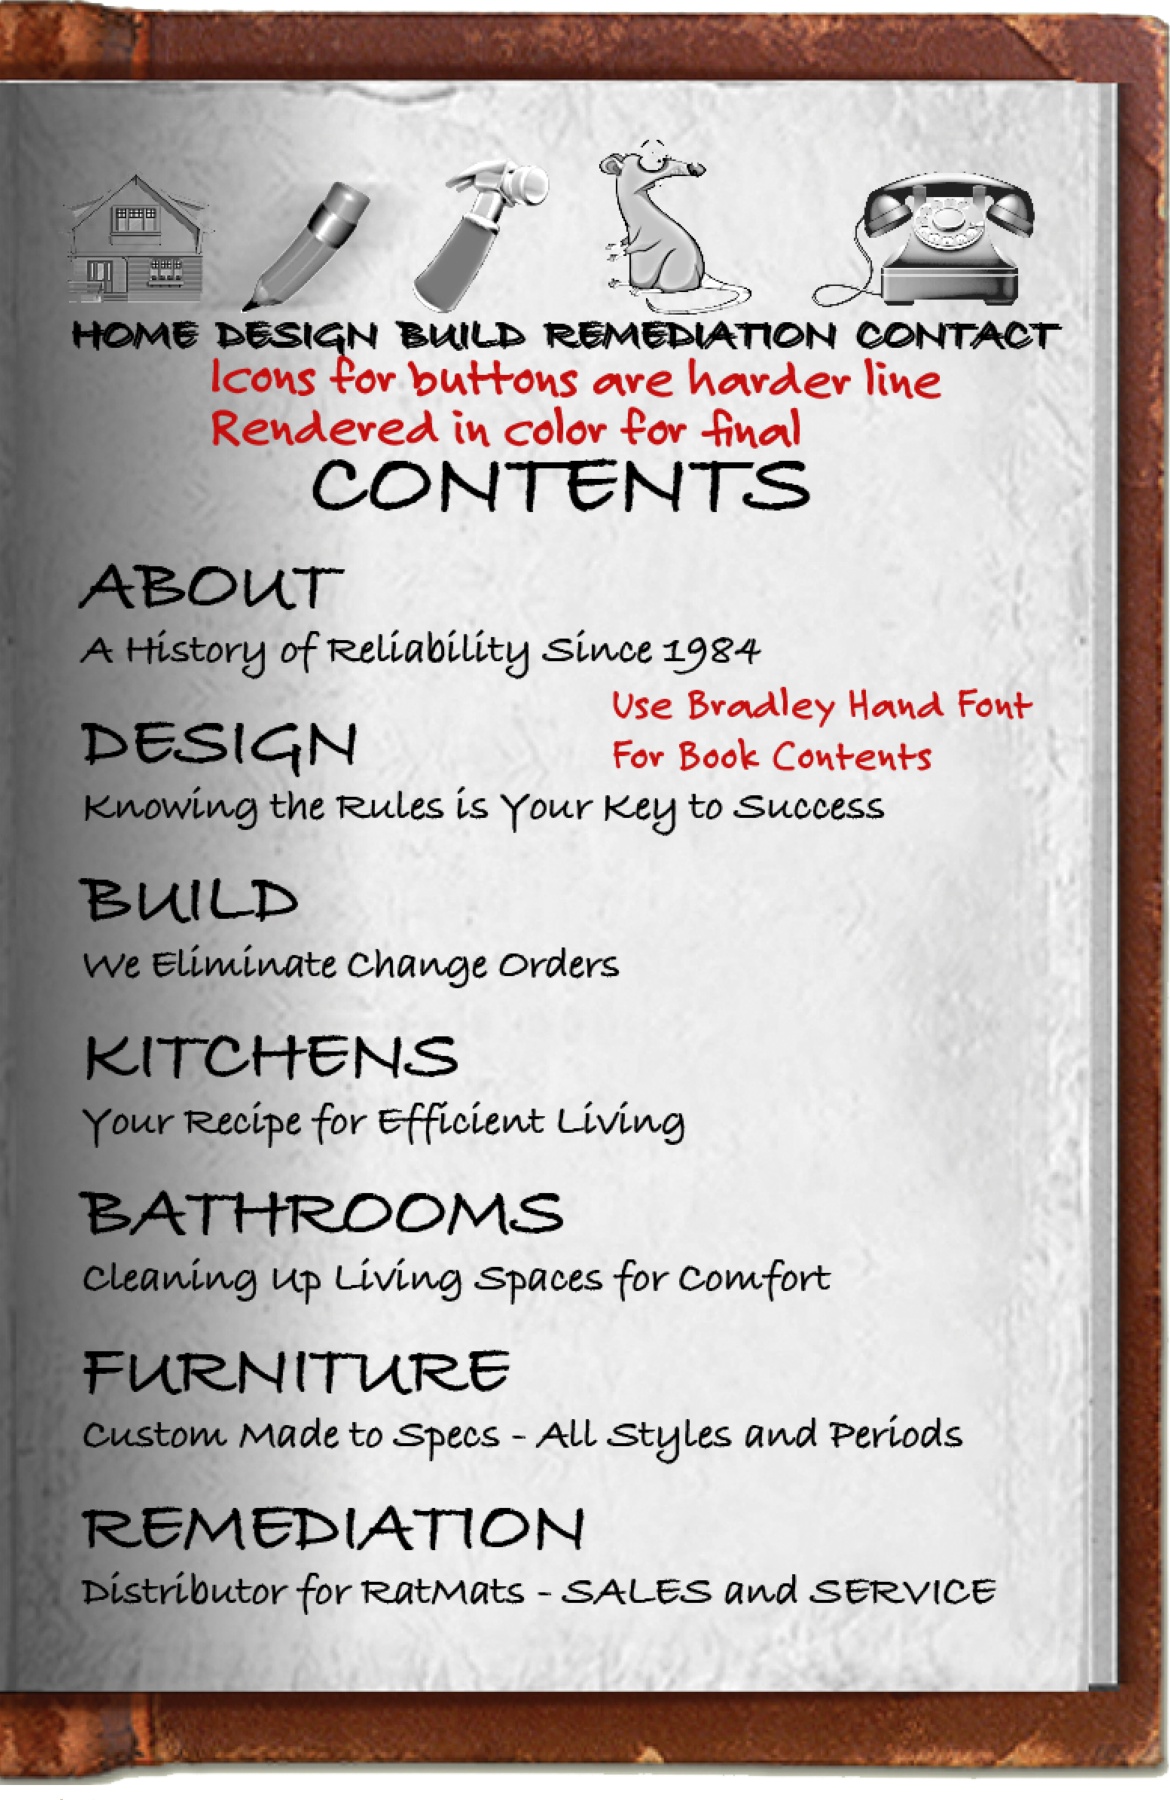 HOME DESIGN BUILD REMEDIATION CONTACT
Icons for buttons are harder line
Rendered in color for final
CONTENTS
ABOUT
A History of Reliability Since 1984
Use Bradley Hand Font
For Book Contents
DESIGN
Knowing the Rules is Your Key to Success
BUILD
We Eliminate Change Orders
KITCHENS
Your Recipe for Efficient Living
BATHROOMS
Cleaning Up Living Spaces for Comfort
FURNITURE
Custom Made to Specs - All Styles and Periods
REMEDIATION
Distributor for RatMats - SALES and SERVICE